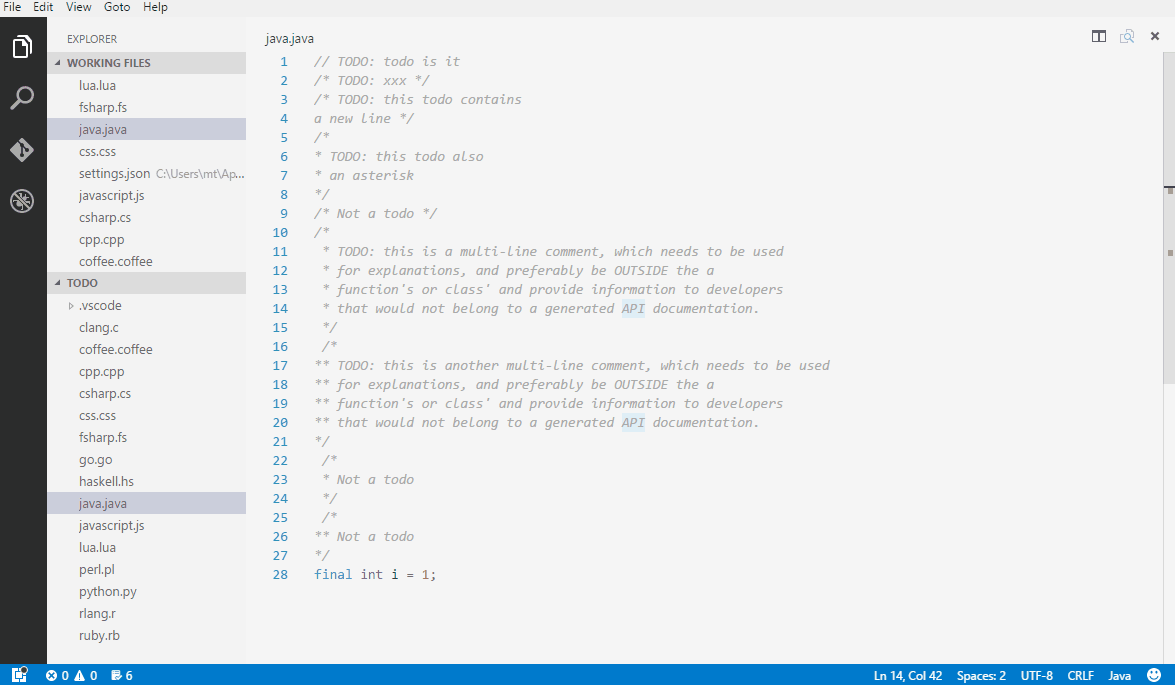 File Edit View Goto Help
EXPLORER
WORKING FILES
lua.lua
fsharp.fs
java.java
css.css
settings.json C:\Users\mt\Ap...
javascript.js
csharp.cs
cpp.cpp
coffee.coffee
TODO
.vscode
clang.c
coffee.coffee
cpp.cpp
csharp.cs
css.css
fsharp.fs
go.go
haskell.hs
java.java
javascript.js
lua.lua
perl.pl
python.py
rlang.r
ruby.rb
java.java
1 // TODO: todo is it
2 /* TODO: xxx */
3 /* TODO: this todo contains
4 a new line */
5 /*
6 * TODO: this todo also
7 * an asterisk
8 */
9 /* Not a todo */
10 /*
11 * TODO: this is a multi-line comment, which needs to be used
12 * for explanations, and preferably be OUTSIDE the a
13 * function's or class' and provide information to developers
14 * that would not belong to a generated API documentation.
15 */
16 /*
17 ** TODO: this is another multi-line comment, which needs to be used
18 ** for explanations, and preferably be OUTSIDE the a
19 ** function's or class' and provide information to developers
20 ** that would not belong to a generated API documentation.
21 */
22 /*
23 * Not a todo
24 */
25 /*
26 ** Not a todo
27 */
28 final int i = 1;
0 0 6 Ln 14, Col 42 Spaces: 2 UTF-8 CRLF Java